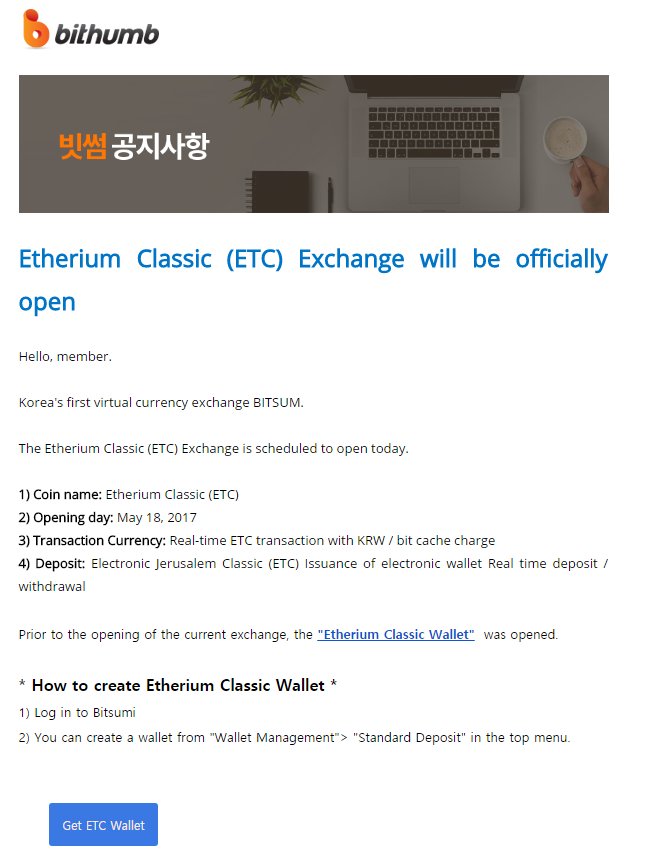 bithumb
빗썸 공지사항
Etherium Classic (ETC) Exchange will be officially
open
Hello, member.
Korea's first virtual currency exchange BITSUM.
The Etherium Classic (ETC) Exchange is scheduled to open today.
1) Coin name: Etherium Classic (ETC)
2) Opening day: May 18, 2017
3) Transaction Currency: Real-time ETC transaction with KRW / bit cache charge
4) Deposit: Electronic Jerusalem Classic (ETC) Issuance of electronic wallet Real time deposit /
withdrawal
Prior to the opening of the current exchange, the "Etherium Classic Wallet" was opened.
* How to create Etherium Classic Wallet *
1) Log in to Bitsumi
2) You can create a wallet from "Wallet Management"> "Standard Deposit" in the top menu.
Get ETC Wallet